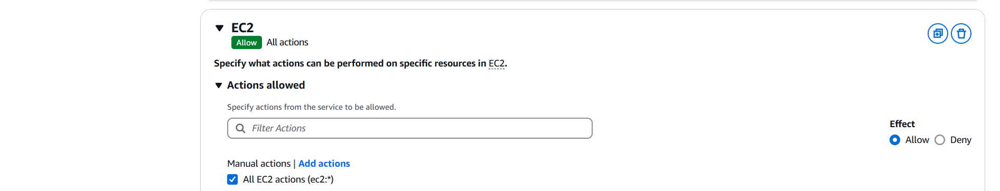 EC2
Allow All actions
Specify what actions can be performed on specific resources in EC2.
Actions allowed
Specify actions from the service to be allowed.
Filter Actions
Effect
Allow Deny
Manual actions | Add actions
All EC2 actions (ec2:*)